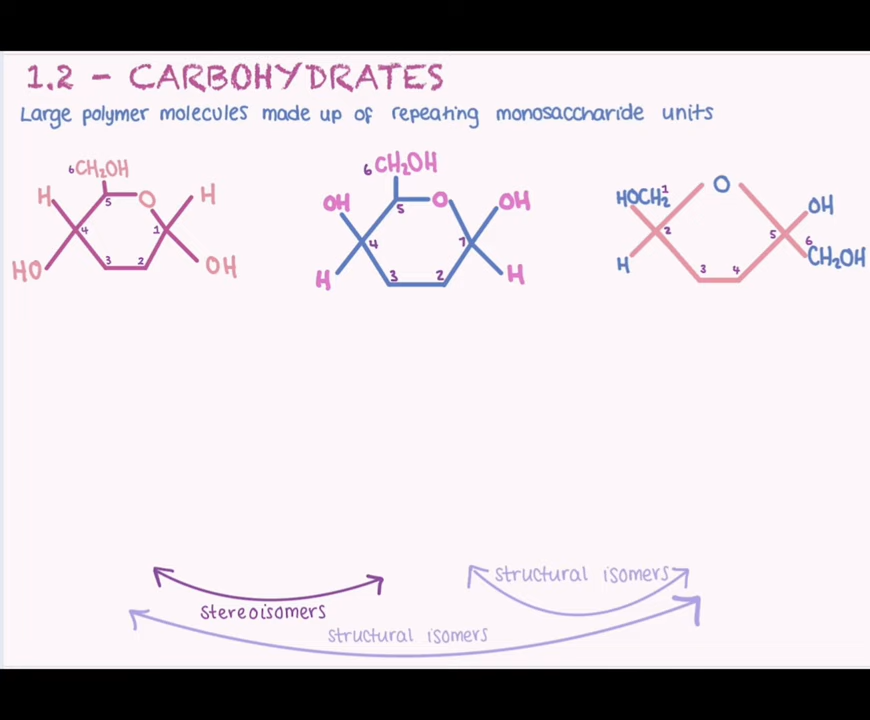 1.2 - CARBOHYDRATES
Large polymer molecules made up of repeating monosaccharide units
6CH2OH
H
5
O
H
4
1
3
2
HO
OH
6CH2OH
OH
5
O
OH
4
7
3
2
H
H
HOCH2 1
O
OH
2
5
6
CH2OH
H
3
4
structural isomers
stereoisomers
structural isomers